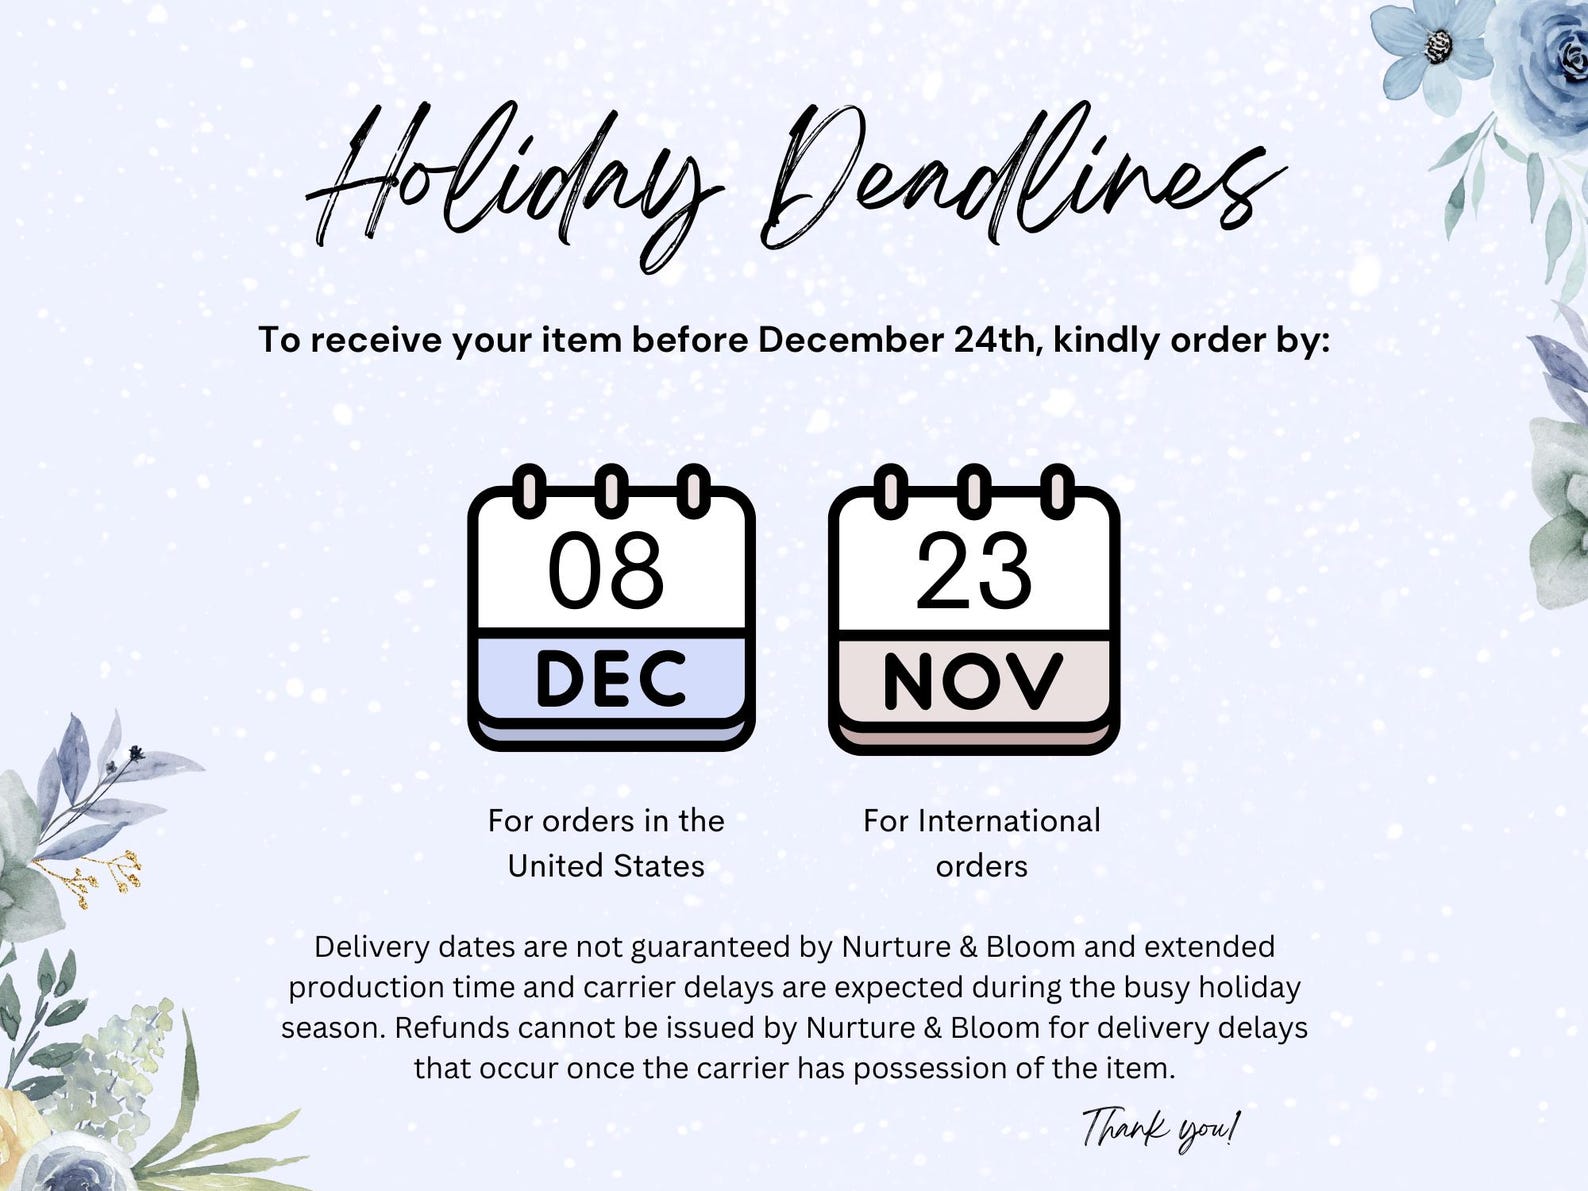 Holiday Deadlines
To receive your item before December 24th, kindly order by:
08
DEC
23
NOV
For orders in the
United States
For International
orders
Delivery dates are not guaranteed by Nurture & Bloom and extended
production time and carrier delays are expected during the busy holiday
season. Refunds cannot be issued by Nurture & Bloom for delivery delays
that occur once the carrier has possession of the item.
Thank you!